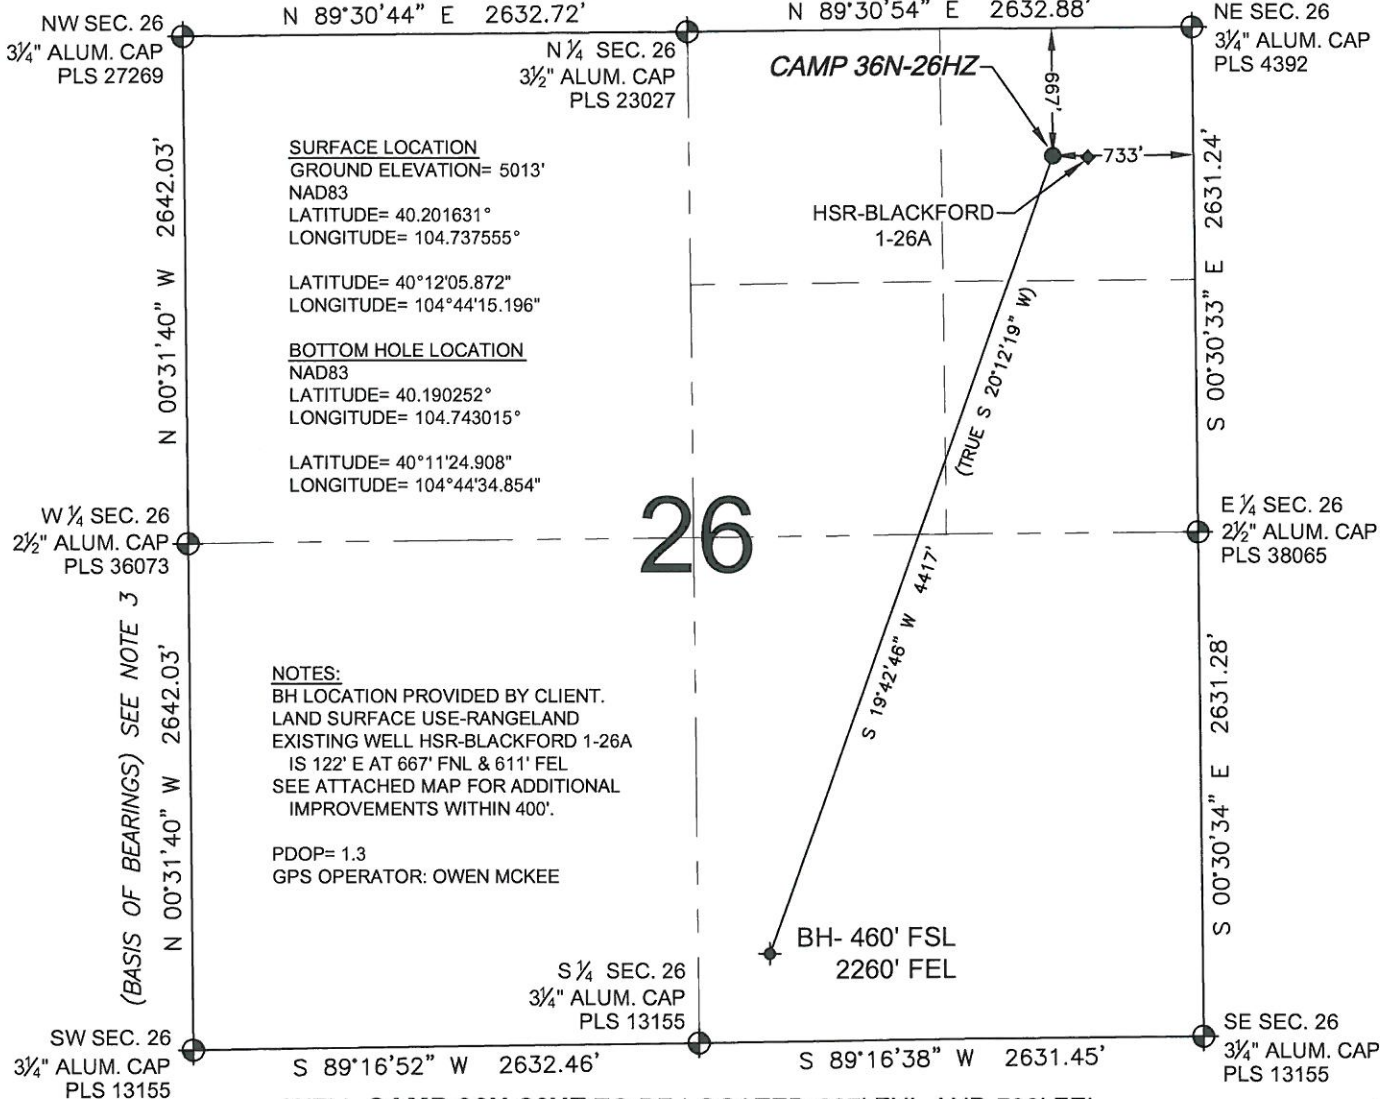 N 89°30'44" E 2632.72'
N 89°30'54" E 2632.88'
NW SEC. 26
3¼" ALUM. CAP
PLS 27269
N ¼ SEC. 26
3½" ALUM. CAP
PLS 23027
CAMP 36N-26HZ
NE SEC. 26
3¼" ALUM. CAP
PLS 4392
667'
733'
HSR-BLACKFORD
1-26A
SURFACE LOCATION
GROUND ELEVATION= 5013'
NAD83
LATITUDE= 40.201631°
LONGITUDE= 104.737555°
LATITUDE= 40°12'05.872"
LONGITUDE= 104°44'15.196"
BOTTOM HOLE LOCATION
NAD83
LATITUDE= 40.190252°
LONGITUDE= 104.743015°
LATITUDE= 40°11'24.908"
LONGITUDE= 104°44'34.854"
N 00°31'40" W 2642.03'
S 00°30'33" E 2631.24'
(TRUE S 20°12'19" W)
S 19°42'46" W 4417'
26
W ¼ SEC. 26
2½" ALUM. CAP
PLS 36073
E ¼ SEC. 26
2½" ALUM. CAP
PLS 38065
(BASIS OF BEARINGS) SEE NOTE 3
N 00°31'40" W 2642.03'
S 00°30'34" E 2631.28'
NOTES:
BH LOCATION PROVIDED BY CLIENT.
LAND SURFACE USE-RANGELAND
EXISTING WELL HSR-BLACKFORD 1-26A
IS 122' E AT 667' FNL & 611' FEL
SEE ATTACHED MAP FOR ADDITIONAL
IMPROVEMENTS WITHIN 400'.
PDOP= 1.3
GPS OPERATOR: OWEN MCKEE
BH- 460' FSL
2260' FEL
S ¼ SEC. 26
3¼" ALUM. CAP
PLS 13155
SW SEC. 26
3¼" ALUM. CAP
PLS 13155
SE SEC. 26
3¼" ALUM. CAP
PLS 13155
S 89°16'52" W 2632.46'
S 89°16'38" W 2631.45'